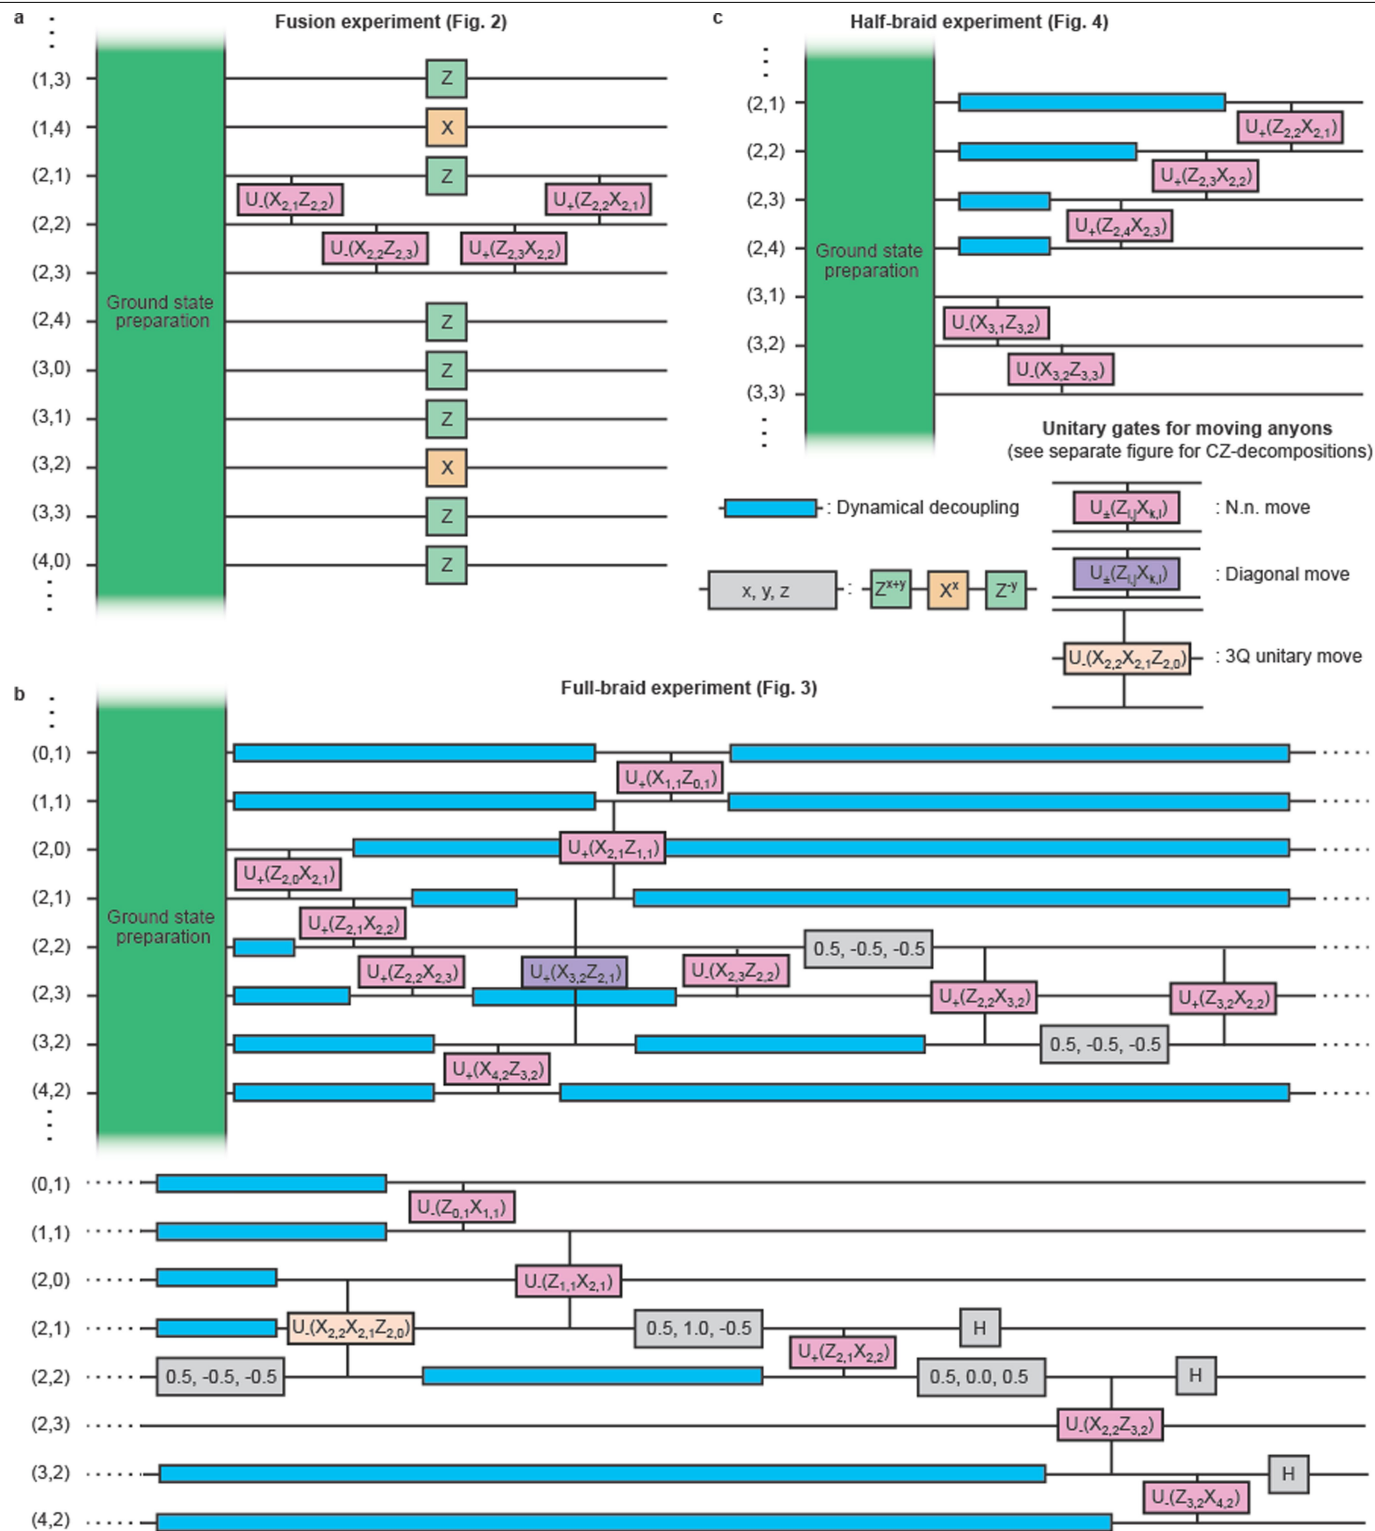 a
Fusion experiment (Fig. 2)
(1,3)
Z
(1,4)
X
(2,1)
Z
U₋(X₂,₁Z₂,₂)
U₊(Z₂,₂X₂,₁)
(2,2)
U₋(X₂,₂Z₂,₃)
U₊(Z₂,₃X₂,₂)
(2,3)
Ground state
preparation
(2,4)
Z
(3,0)
Z
(3,1)
Z
(3,2)
X
(3,3)
Z
(4,0)
Z
c
Half-braid experiment (Fig. 4)
(2,1)
U₊(Z₂,₂X₂,₁)
(2,2)
U₊(Z₂,₃X₂,₂)
(2,3)
U₊(Z₂,₄X₂,₃)
(2,4)
Ground state
preparation
(3,1)
U₋(X₃,₁Z₃,₂)
(3,2)
U₋(X₃,₂Z₃,₃)
(3,3)
Unitary gates for moving anyons
(see separate figure for CZ-decompositions)
: Dynamical decoupling
U±(Zᵢ,ⱼXₖ,ₗ)
: N.n. move
U±(Zᵢ,ⱼXₖ,ₗ)
: Diagonal move
x, y, z
:
Zˣ⁺ʸ
Xˣ
Z⁻ʸ
U₋(X₂,₂X₂,₁Z₂,₀)
: 3Q unitary move
b
Full-braid experiment (Fig. 3)
(0,1)
U₊(X₁,₁Z₀,₁)
(1,1)
(2,0)
U₊(X₂,₁Z₁,₁)
U₊(Z₂,₀X₂,₁)
(2,1)
Ground state
preparation
U₊(Z₂,₁X₂,₂)
(2,2)
0.5, -0.5, -0.5
U₊(Z₂,₂X₂,₃)
U₊(X₃,₂Z₂,₁)
U₋(X₂,₃Z₂,₂)
(2,3)
U₊(Z₂,₂X₃,₂)
U₊(Z₃,₂X₂,₂)
(3,2)
0.5, -0.5, -0.5
U₊(X₄,₂Z₃,₂)
(4,2)
(0,1)
U₋(Z₀,₁X₁,₁)
(1,1)
(2,0)
U₋(Z₁,₁X₂,₁)
(2,1)
U₋(X₂,₂X₂,₁Z₂,₀)
0.5, 1.0, -0.5
H
U₊(Z₂,₁X₂,₂)
(2,2)
0.5, -0.5, -0.5
0.5, 0.0, 0.5
H
(2,3)
U₋(X₂,₂Z₃,₂)
(3,2)
H
U₋(Z₃,₂X₄,₂)
(4,2)